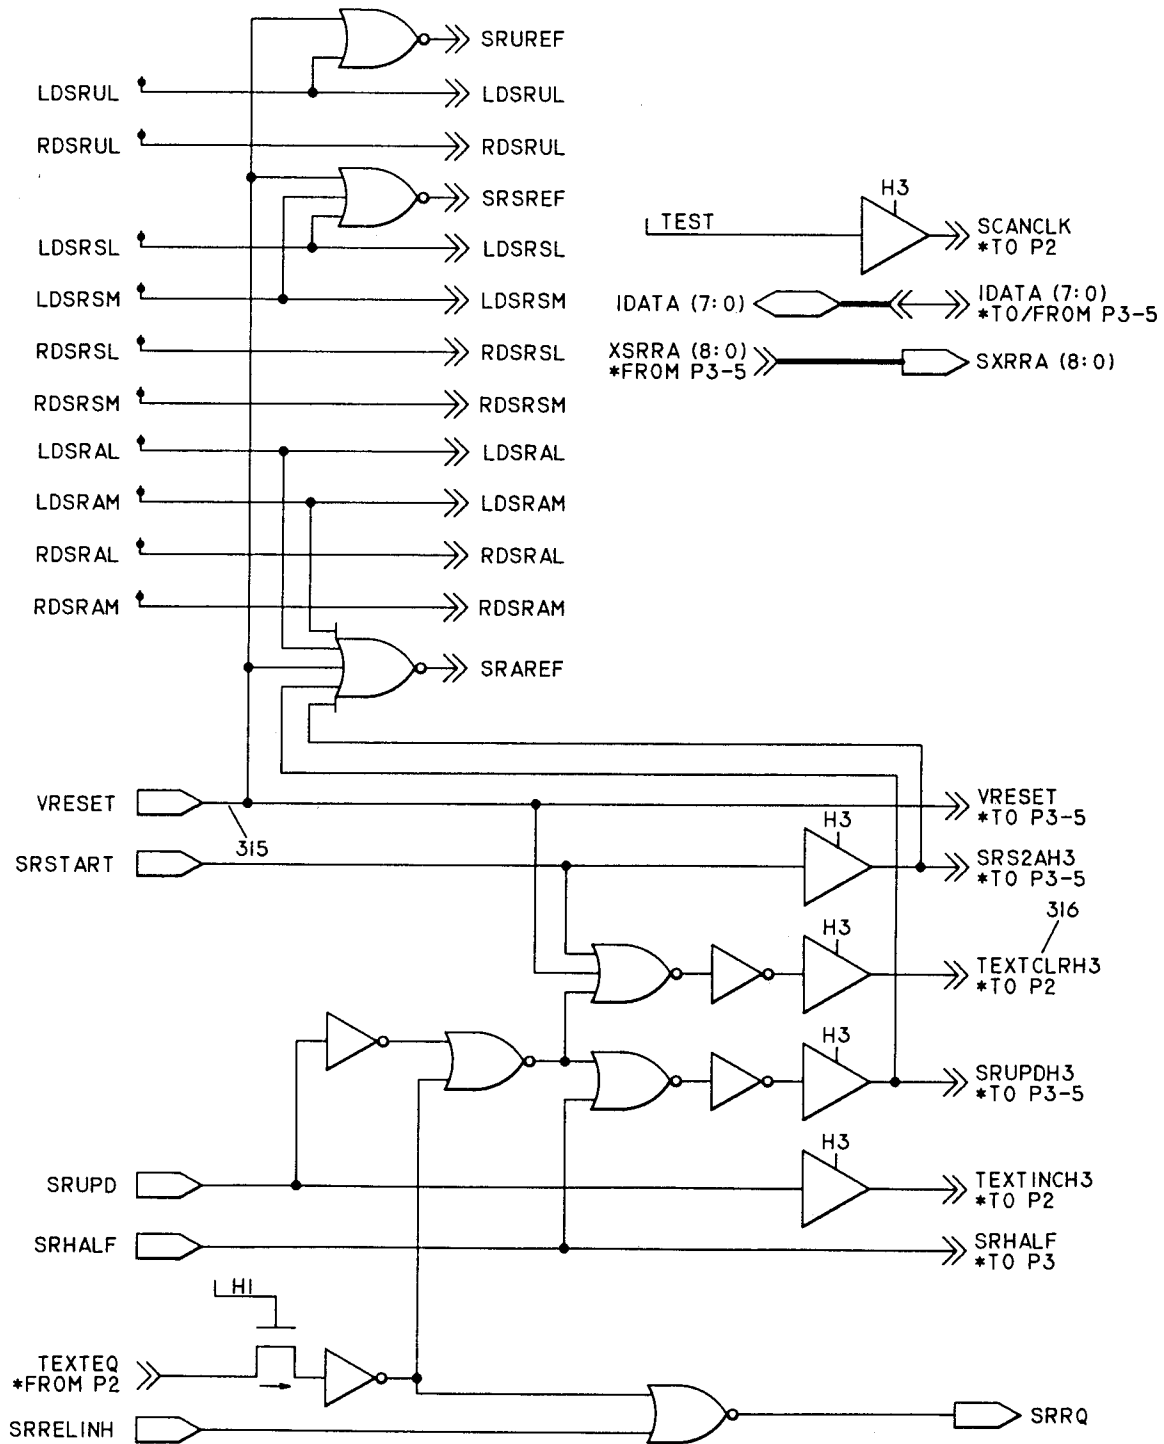 SRUREF
LDSRUL LDSRUL
RDSRUL RDSRUL
SRSREF
LDSRSL LDSRSL
LDSRSM LDSRSM
RDSRSL RDSRSL
RDSRSM RDSRSM
LDSRAL LDSRAL
LDSRAM LDSRAM
RDSRAL RDSRAL
RDSRAM RDSRAM
SRAREF
H3
TEST
SCANCLK
*TO P2
IDATA (7:0) IDATA (7:0)
*TO/FROM P3-5
XSRRA (8:0)
*FROM P3-5
SXRRA (8:0)
VRESET VRESET
*TO P3-5
315
H3
SRSTART SRS2AH3
*TO P3-5
316
H3
TEXTCLRH3
*TO P2
H3
SRUPDH3
*TO P3-5
H3
SRUPD TEXTINCH3
*TO P2
SRHALF SRHALF
*TO P3
H1
TEXTEQ
*FROM P2
SRRELINH SRRQ